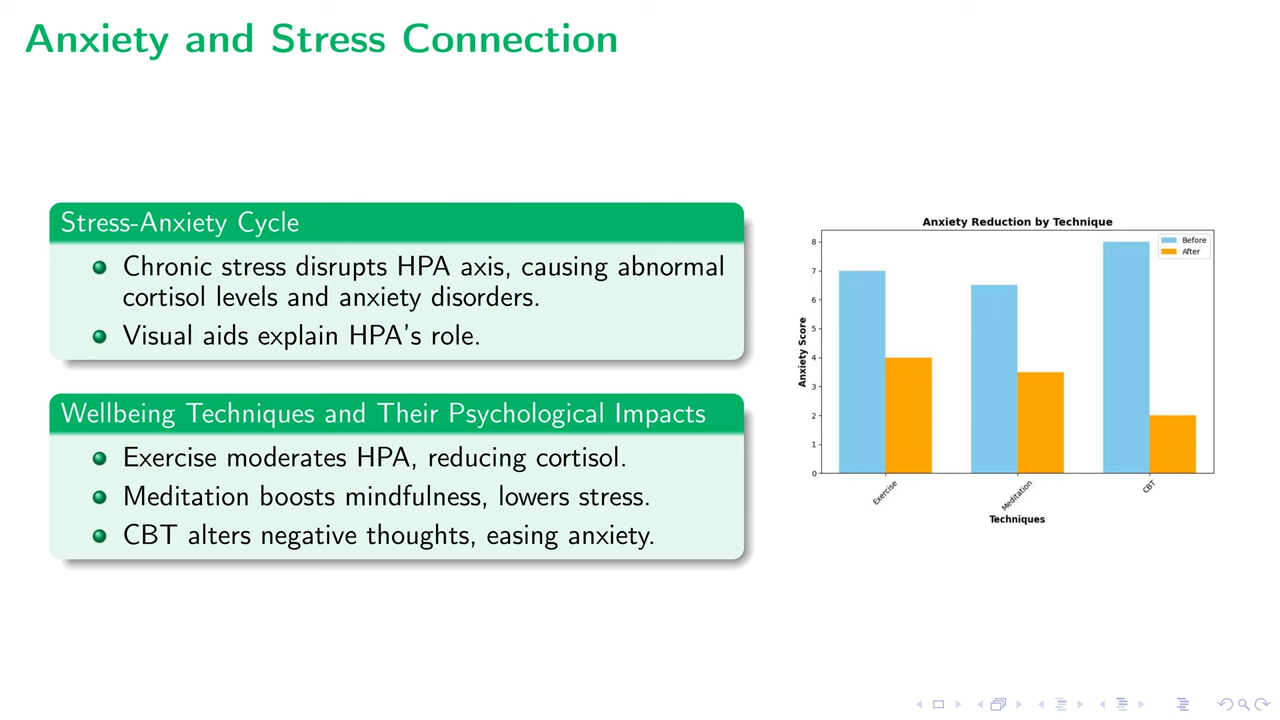 Anxiety and Stress Connection
Stress-Anxiety Cycle
Chronic stress disrupts HPA axis, causing abnormal
cortisol levels and anxiety disorders.
Visual aids explain HPA's role.
Wellbeing Techniques and Their Psychological Impacts
Exercise moderates HPA, reducing cortisol.
Meditation boosts mindfulness, lowers stress.
CBT alters negative thoughts, easing anxiety.
Anxiety Reduction by Technique
Before
After
Anxiety Score
8
7
6
5
4
3
2
1
0
Exercise
Meditation
CBT
Techniques